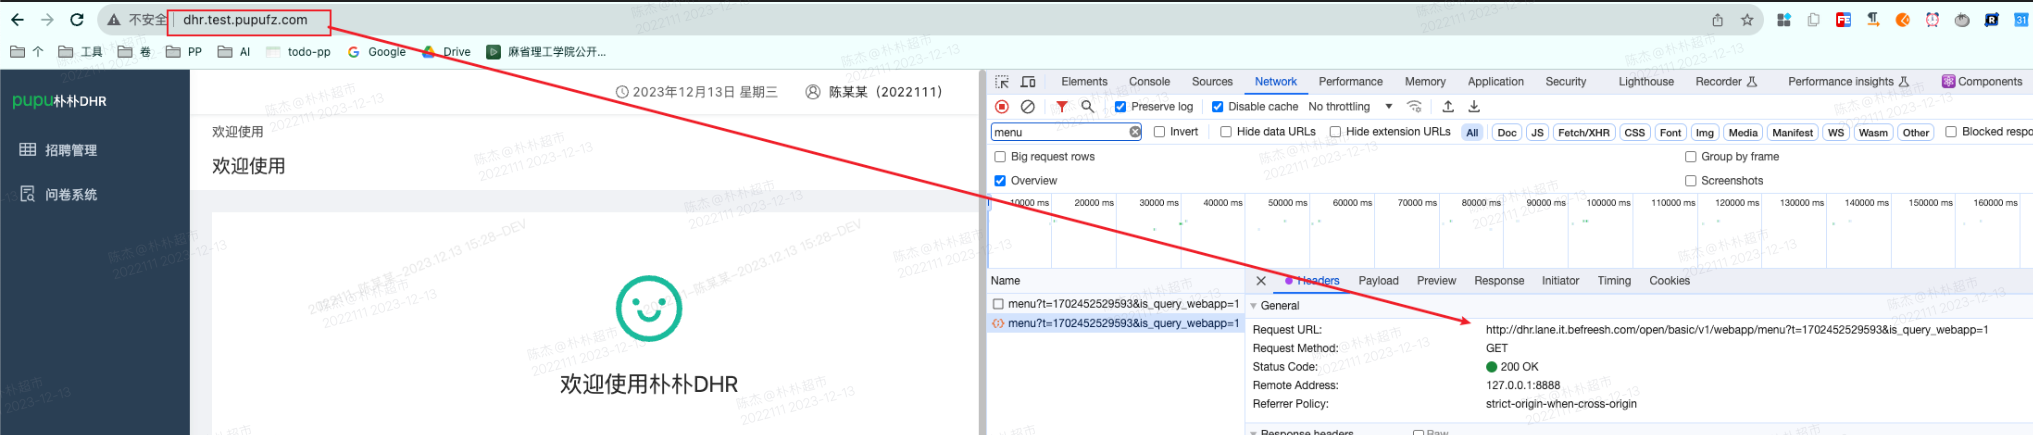 不安全 dhr.test.pupufz.com
个 工具 卷 PP AI todo-pp Google Drive 麻省理工学院公开...
pupu朴朴DHR
招聘管理
问卷系统
2023年12月13日 星期三 陈某某（2022111）
欢迎使用
欢迎使用
欢迎使用朴朴DHR
Elements Console Sources Network Performance Memory Application Security Lighthouse Recorder Performance insights Components
Preserve log Disable cache No throttling
menu Invert Hide data URLs Hide extension URLs All Doc JS Fetch/XHR CSS Font Img Media Manifest WS Wasm Other Blocked respo
Big request rows Group by frame
Overview Screenshots
10000 ms 20000 ms 30000 ms 40000 ms 50000 ms 60000 ms 70000 ms 80000 ms 90000 ms 100000 ms 110000 ms 120000 ms 130000 ms 140000 ms 150000 ms 160000 ms
Name Headers Payload Preview Response Initiator Timing Cookies
menu?t=1702452529593&is_query_webapp=1
menu?t=1702452529593&is_query_webapp=1
General
Request URL: http://dhr.lane.it.befreesh.com/open/basic/v1/webapp/menu?t=1702452529593&is_query_webapp=1
Request Method: GET
Status Code: 200 OK
Remote Address: 127.0.0.1:8888
Referrer Policy: strict-origin-when-cross-origin
Response headers Raw
陈杰@朴朴超市
2022111 2023-12-13
2022111-陈某某-2023.12.13 15:28-DEV